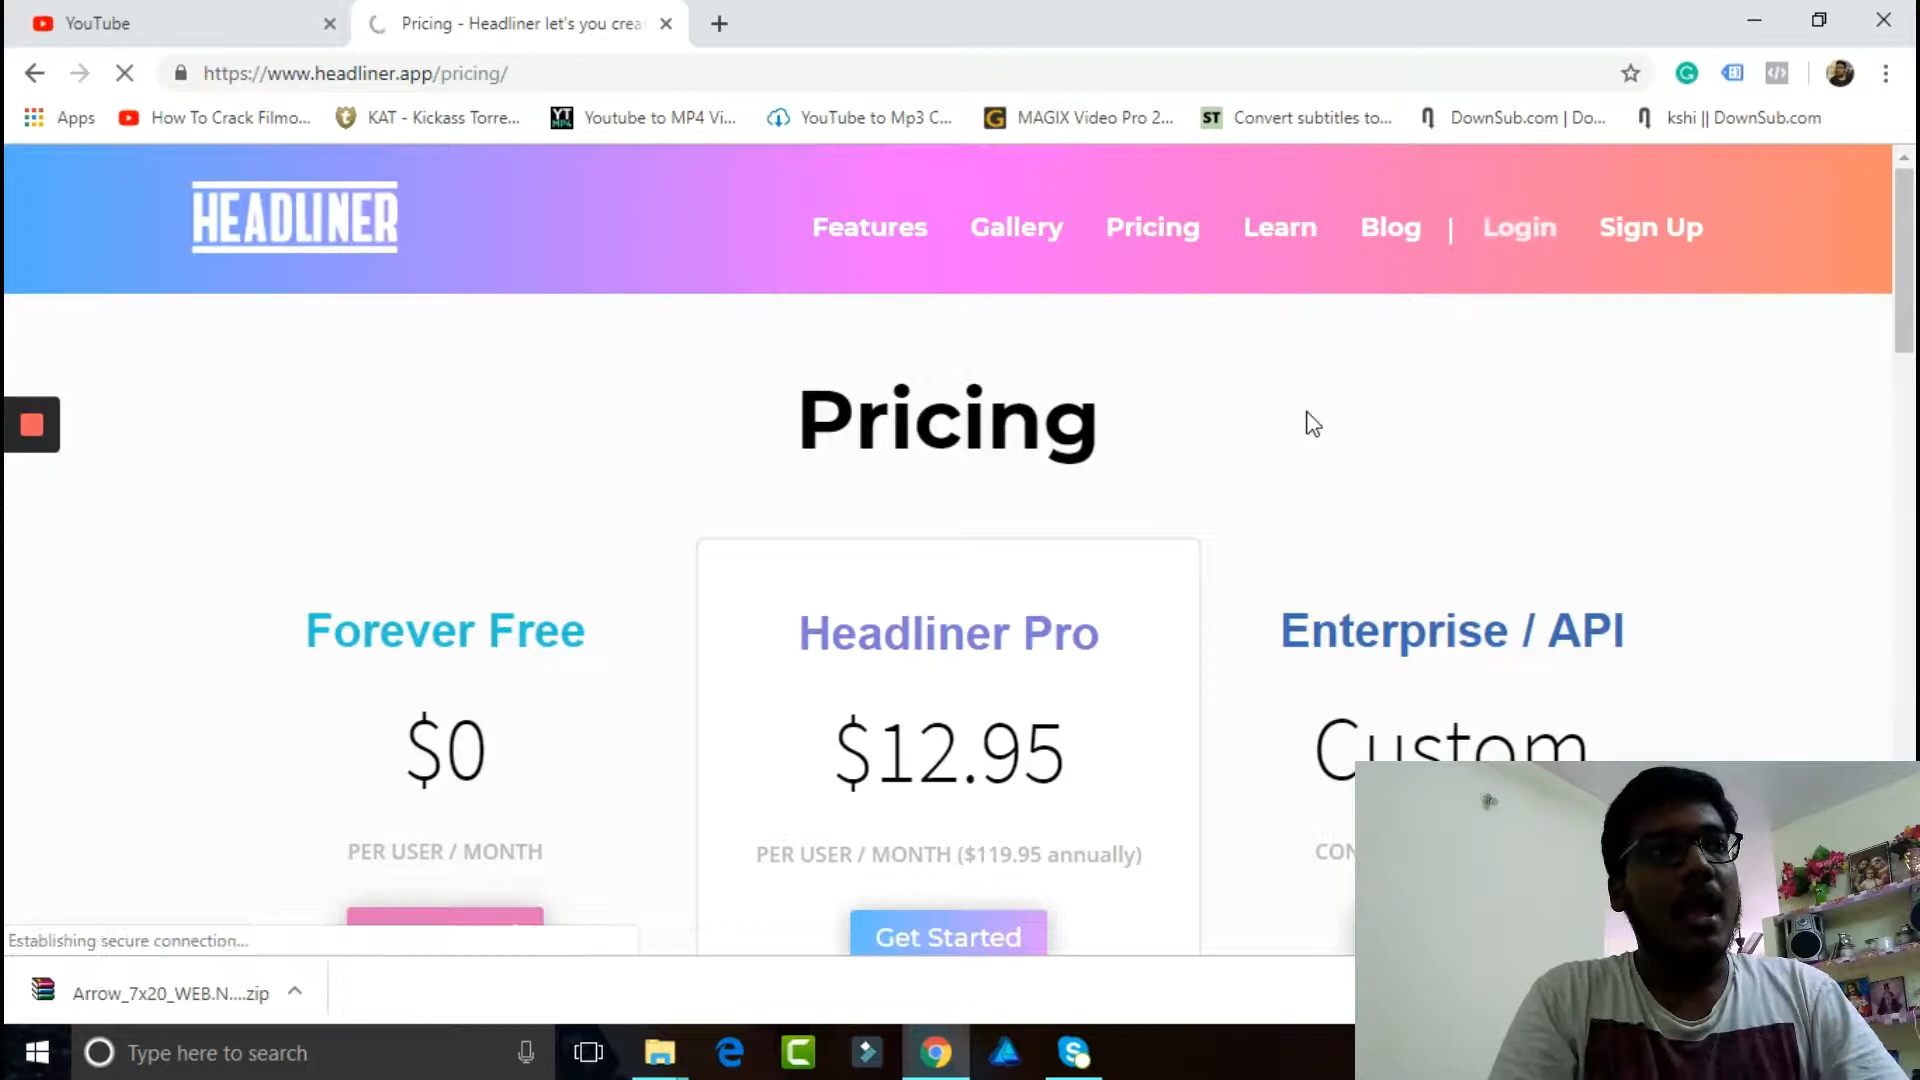 YouTube
Pricing - Headliner let's you crea
https://www.headliner.app/pricing/
Apps
How To Crack Filmo...
KAT - Kickass Torre...
YT
MP4
Youtube to MP4 Vi...
YouTube to Mp3 C...
MAGIX Video Pro 2...
ST
Convert subtitles to...
DownSub.com | Do...
kshi || DownSub.com
HEADLINER
Features
Gallery
Pricing
Learn
Blog | Login
Sign Up
Pricing
Forever Free
Headliner Pro
Enterprise / API
$0
$12.95
Custom
PER USER / MONTH
PER USER / MONTH ($119.95 annually)
CON
Get Started
Establishing secure connection...
Arrow_7x20_WEB.N....zip
Type here to search